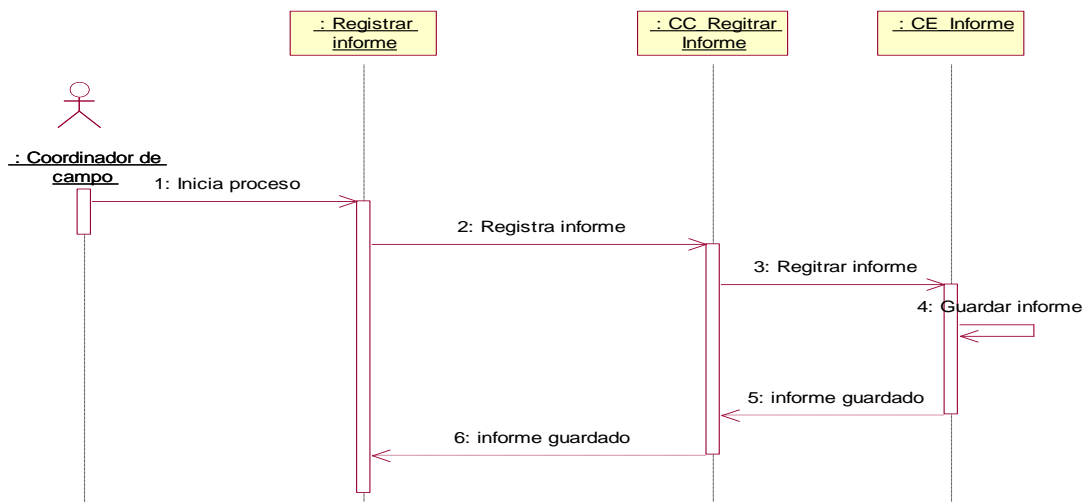 : Registrar
informe
: CC_Regitrar
Informe
: CE_Informe
: Coordinador de
campo
1: Inicia proceso
2: Registra informe
3: Regitrar informe
4: Guardar informe
5: informe guardado
6: informe guardado